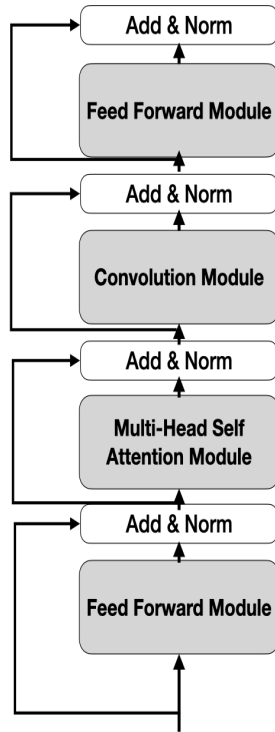 Add & Norm
Feed Forward Module
Add & Norm
Convolution Module
Add & Norm
Multi-Head Self
Attention Module
Add & Norm
Feed Forward Module